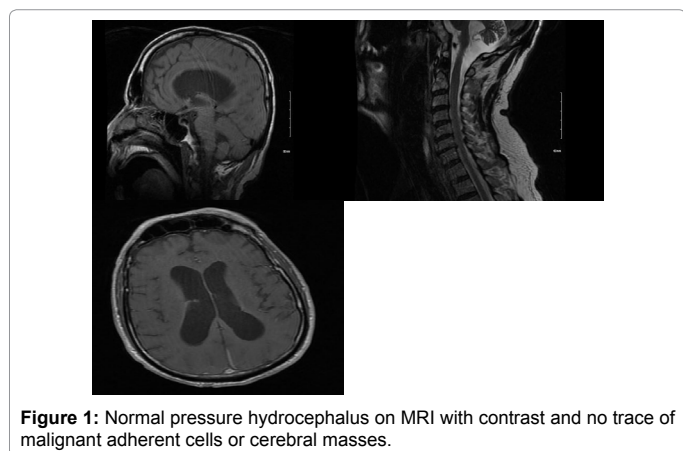 Figure 1: Normal pressure hydrocephalus on MRI with contrast and no trace of
malignant adherent cells or cerebral masses.